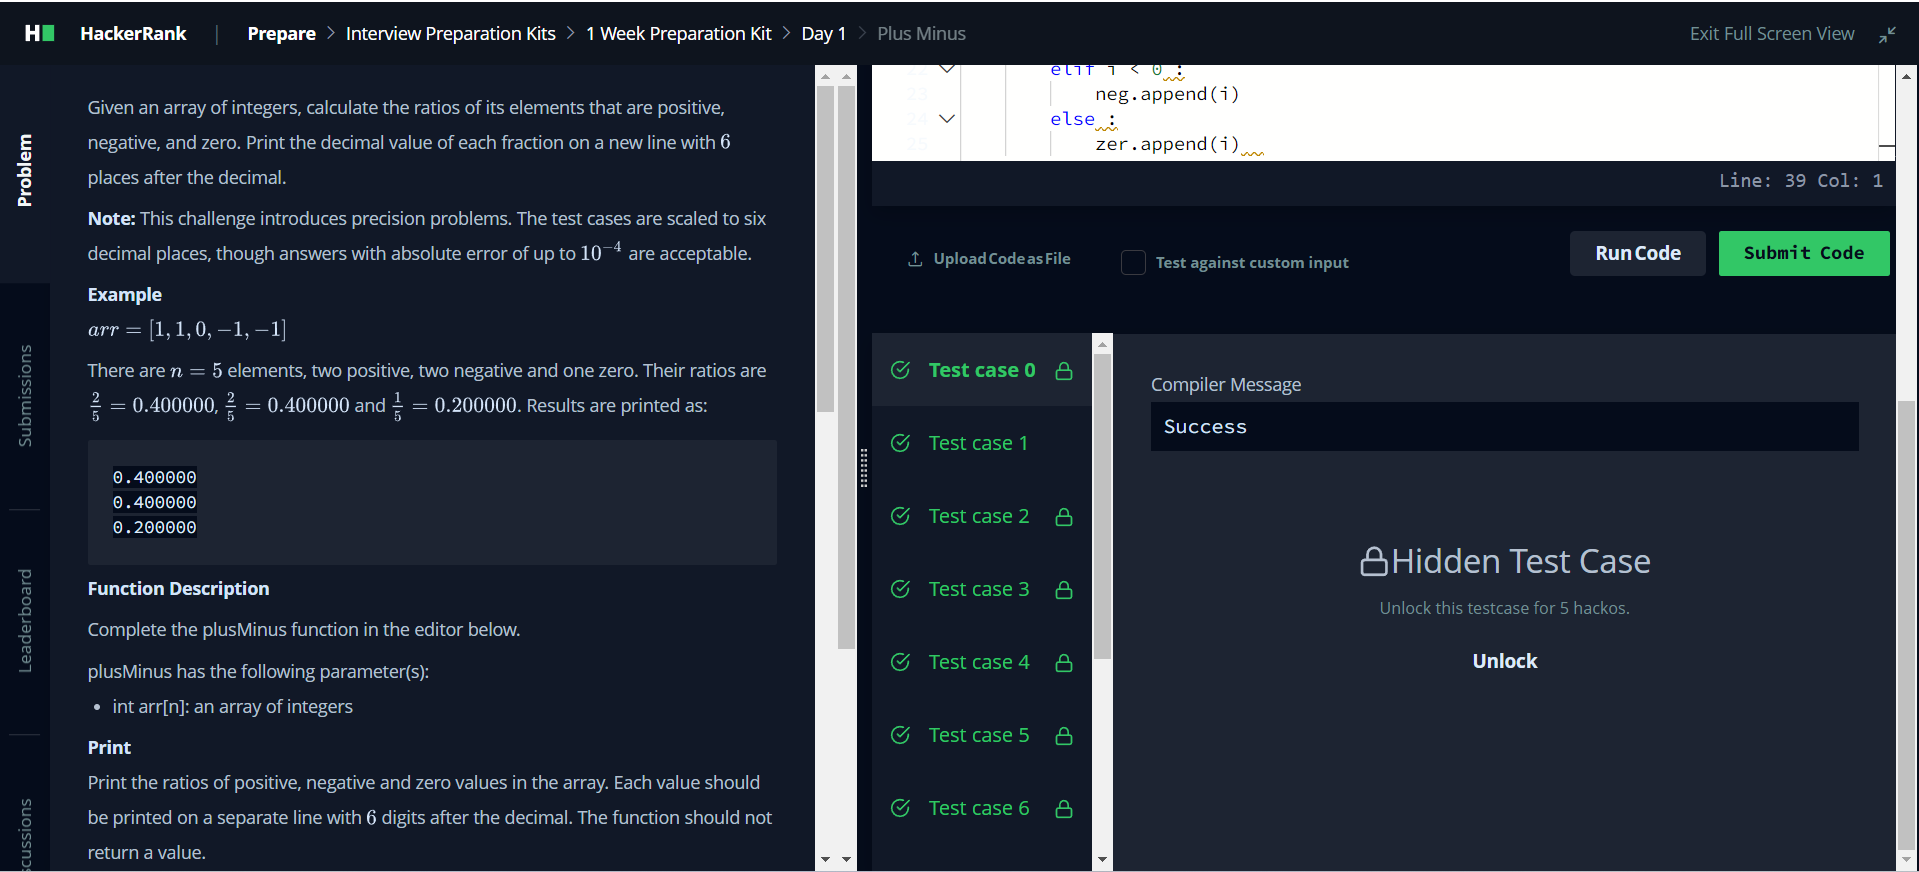 H HackerRank | Prepare > Interview Preparation Kits > 1 Week Preparation Kit > Day 1 > Plus Minus
Exit Full Screen View
Problem
Submissions
Leaderboard
cussions
Given an array of integers, calculate the ratios of its elements that are positive,
negative, and zero. Print the decimal value of each fraction on a new line with 6
places after the decimal.
Note: This challenge introduces precision problems. The test cases are scaled to six
decimal places, though answers with absolute error of up to 10⁻⁴ are acceptable.
Example
arr = [1, 1, 0, −1, −1]
There are n = 5 elements, two positive, two negative and one zero. Their ratios are
2/5 = 0.400000, 2/5 = 0.400000 and 1/5 = 0.200000. Results are printed as:
0.400000
0.400000
0.200000
Function Description
Complete the plusMinus function in the editor below.
plusMinus has the following parameter(s):
• int arr[n]: an array of integers
Print
Print the ratios of positive, negative and zero values in the array. Each value should
be printed on a separate line with 6 digits after the decimal. The function should not
return a value.
22 elif i < 0 :
23 neg.append(i)
24 else :
25 zer.append(i)
Line: 39 Col: 1
Upload Code as File
Test against custom input
Run Code
Submit Code
Test case 0
Test case 1
Test case 2
Test case 3
Test case 4
Test case 5
Test case 6
Compiler Message
Success
Hidden Test Case
Unlock this testcase for 5 hackos.
Unlock